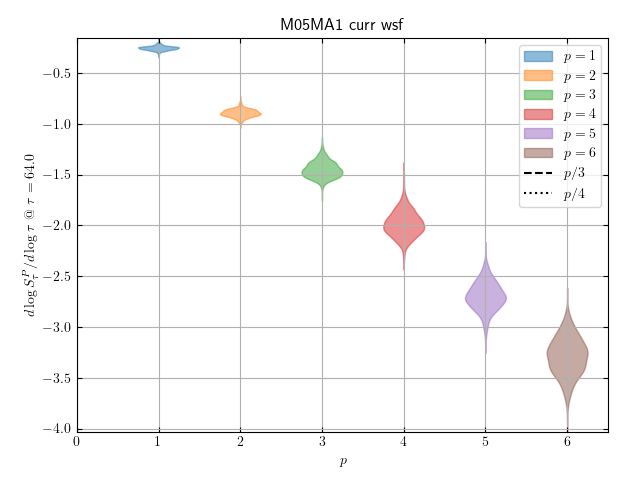 M05MA1 curr wsf
d log S_τ^P / d log τ @ τ = 64.0
−0.5
−1.0
−1.5
−2.0
−2.5
−3.0
−3.5
−4.0
0
1
2
3
4
5
6
p
p = 1
p = 2
p = 3
p = 4
p = 5
p = 6
p/3
p/4